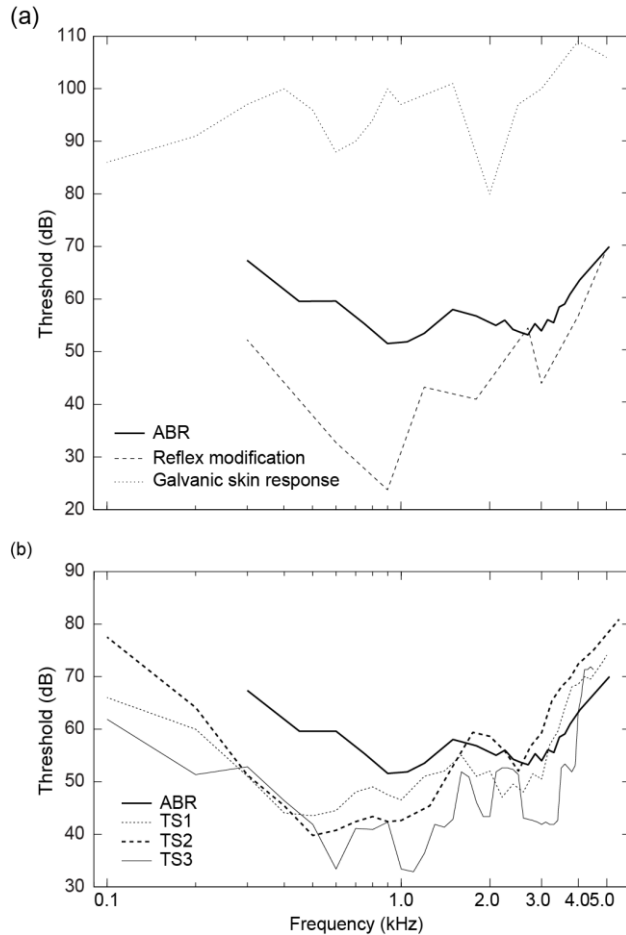 (a)
110
100
90
80
70
60
50
40
30
20
Threshold (dB)
ABR
Reflex modification
Galvanic skin response
(b)
90
80
70
60
50
40
30
Threshold (dB)
ABR
TS1
TS2
TS3
0.1 1.0 2.0 3.0 4.05.0
Frequency (kHz)